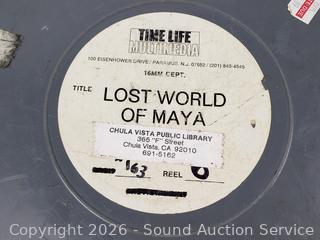 TIME LIFE
MULTIMEDIA
100 EISENHOWER DRIVE / PARAMUS, N.J. 07652 / (201) 843-4545
16MM DEPT.
TITLE
LOST WORLD
OF MAYA
CHULA VISTA PUBLIC LIBRARY
365 "F" Street
Chula Vista, CA 92010
691-5162
163
REEL
Copyright 2026 - Sound Auction Service